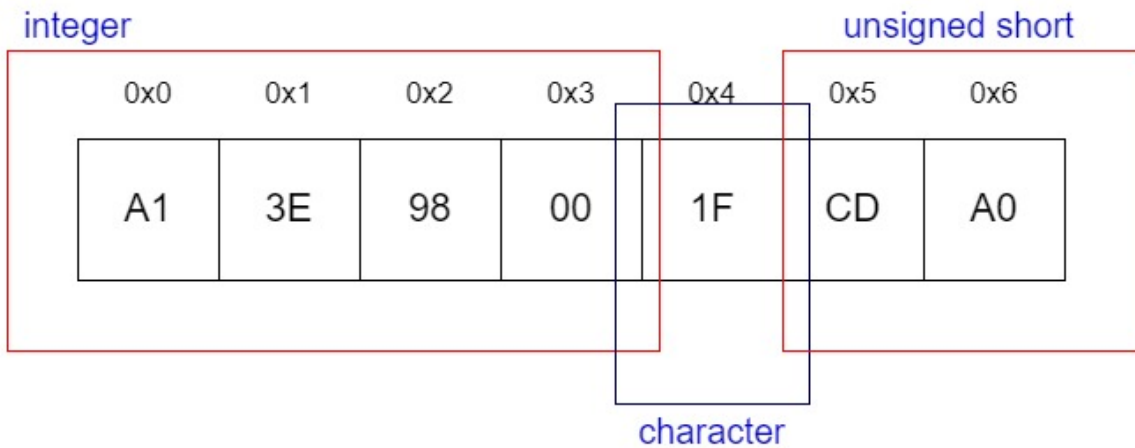 integer unsigned short
0x0 0x1 0x2 0x3 0x4 0x5 0x6
A1 3E 98 00 1F CD A0
character